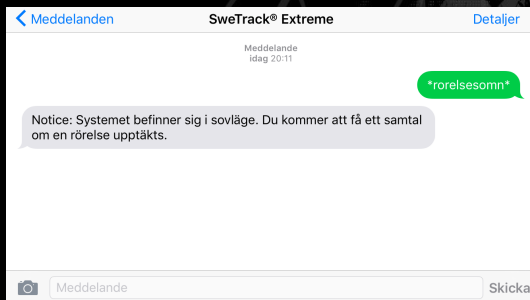 Meddelanden SweTrack® Extreme Detaljer
Meddelande
idag 20:11
*rorelsesomn*
Notice: Systemet befinner sig i sovläge. Du kommer att få ett samtal
om en rörelse upptäkts.
Meddelande Skicka